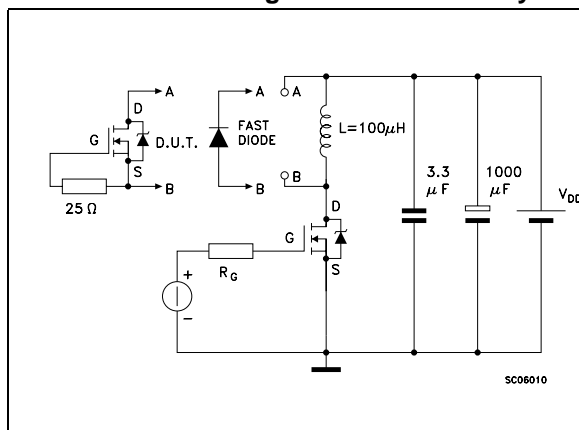 A
A
A
D
G
D.U.T.
FAST
DIODE
L=100μH
S
B
B
B
25 Ω
D
G
S
3.3
μF
1000
μF
VDD
RG
+
−
SC06010